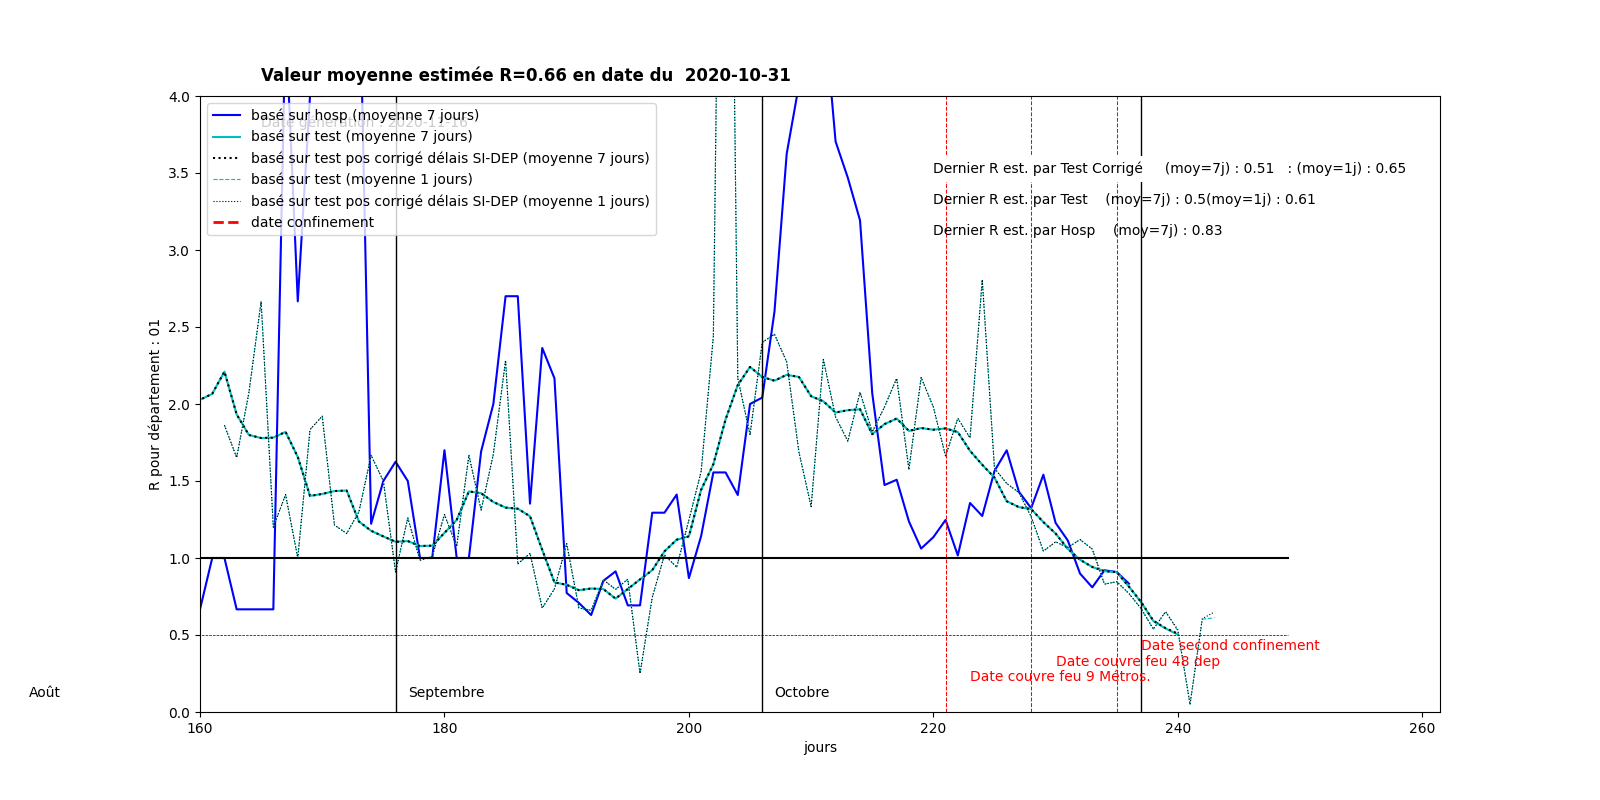 Valeur moyenne estimée R=0.66 en date du  2020-10-31
4.0
3.5
3.0
2.5
2.0
1.5
1.0
0.5
0.0
R pour département : 01
basé sur hosp (moyenne 7 jours)
Date génération : 2020-11-16
basé sur test (moyenne 7 jours)
basé sur test pos corrigé délais SI-DEP (moyenne 7 jours)
basé sur test (moyenne 1 jours)
basé sur test pos corrigé délais SI-DEP (moyenne 1 jours)
date confinement
Dernier R est. par Test Corrigé (moy=7j) : 0.51 : (moy=1j) : 0.65
Dernier R est. par Test (moy=7j) : 0.5(moy=1j) : 0.61
Dernier R est. par Hosp (moy=7j) : 0.83
Date second confinement
Date couvre feu 48 dep
Date couvre feu 9 Métros.
Août
Septembre
Octobre
160
180
200
220
240
260
jours